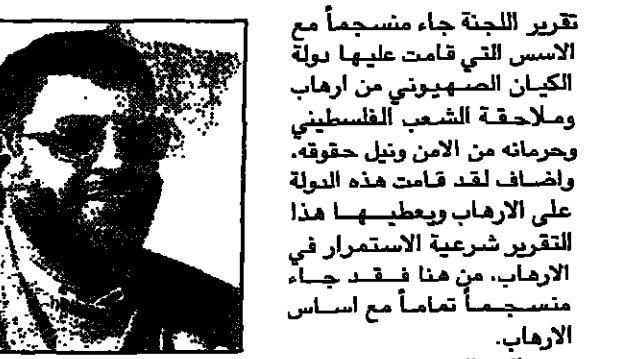 تقرير اللجنة جاء منسجماً مع
الاسس التي قامت عليها دولة
الكيان الصهيوني من ارهاب
وملاحقة الشعب الفلسطيني
وحرمانه من الامن ونيل حقوقه.
واضاف لقد قامت هذه الدولة
على الارهاب ويعطيها هذا
التقرير شرعية الاستمرار في
الارهاب. من هنا فقد جاء
منسجماً تماماً مع اساس
الارهاب.